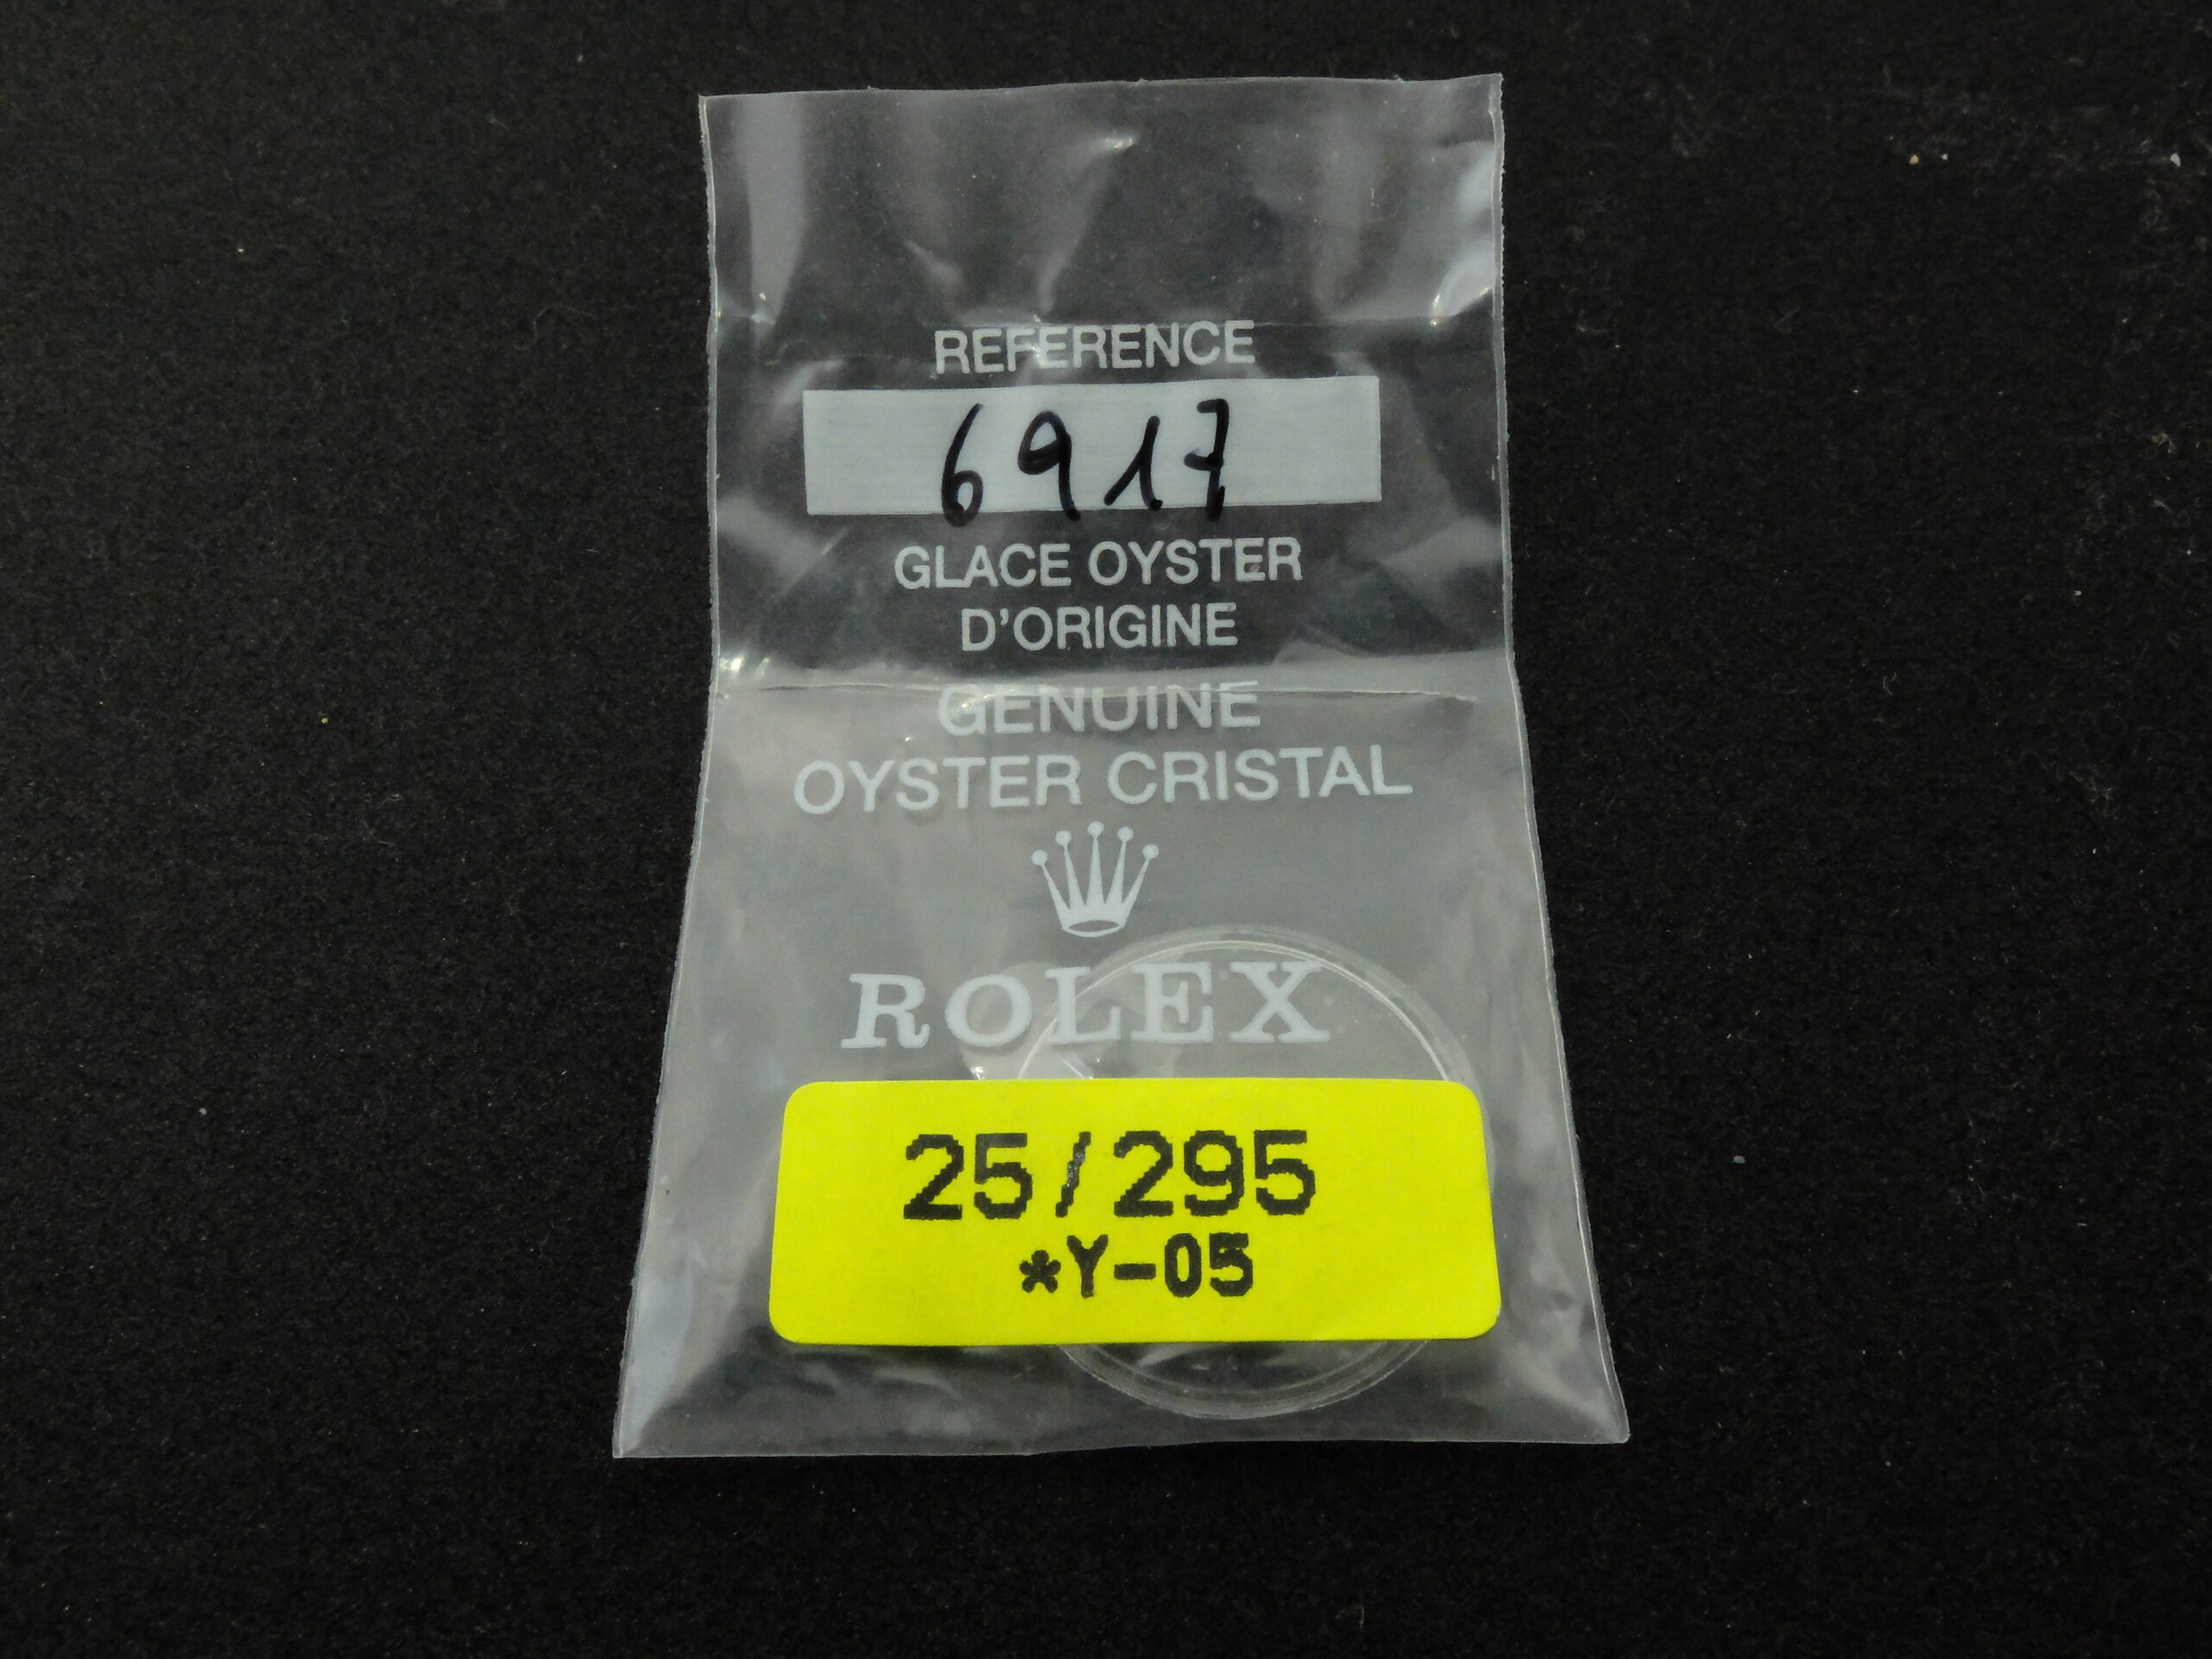 REFERENCE
6917
GLACE OYSTER
D'ORIGINE
GENUINE
OYSTER CRISTAL
ROLEX
25/295
*Y-05